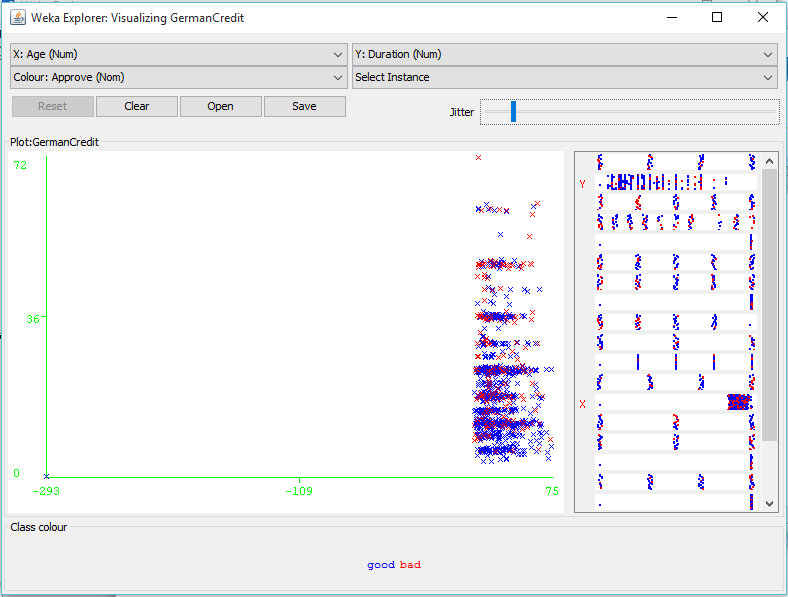 Weka Explorer: Visualizing GermanCredit
X: Age (Num) Y: Duration (Num)
Colour: Approve (Nom) Select Instance
Reset Clear Open Save Jitter
Plot:GermanCredit
72
Y
36
X
0
-293 -109 75
Class colour
good bad